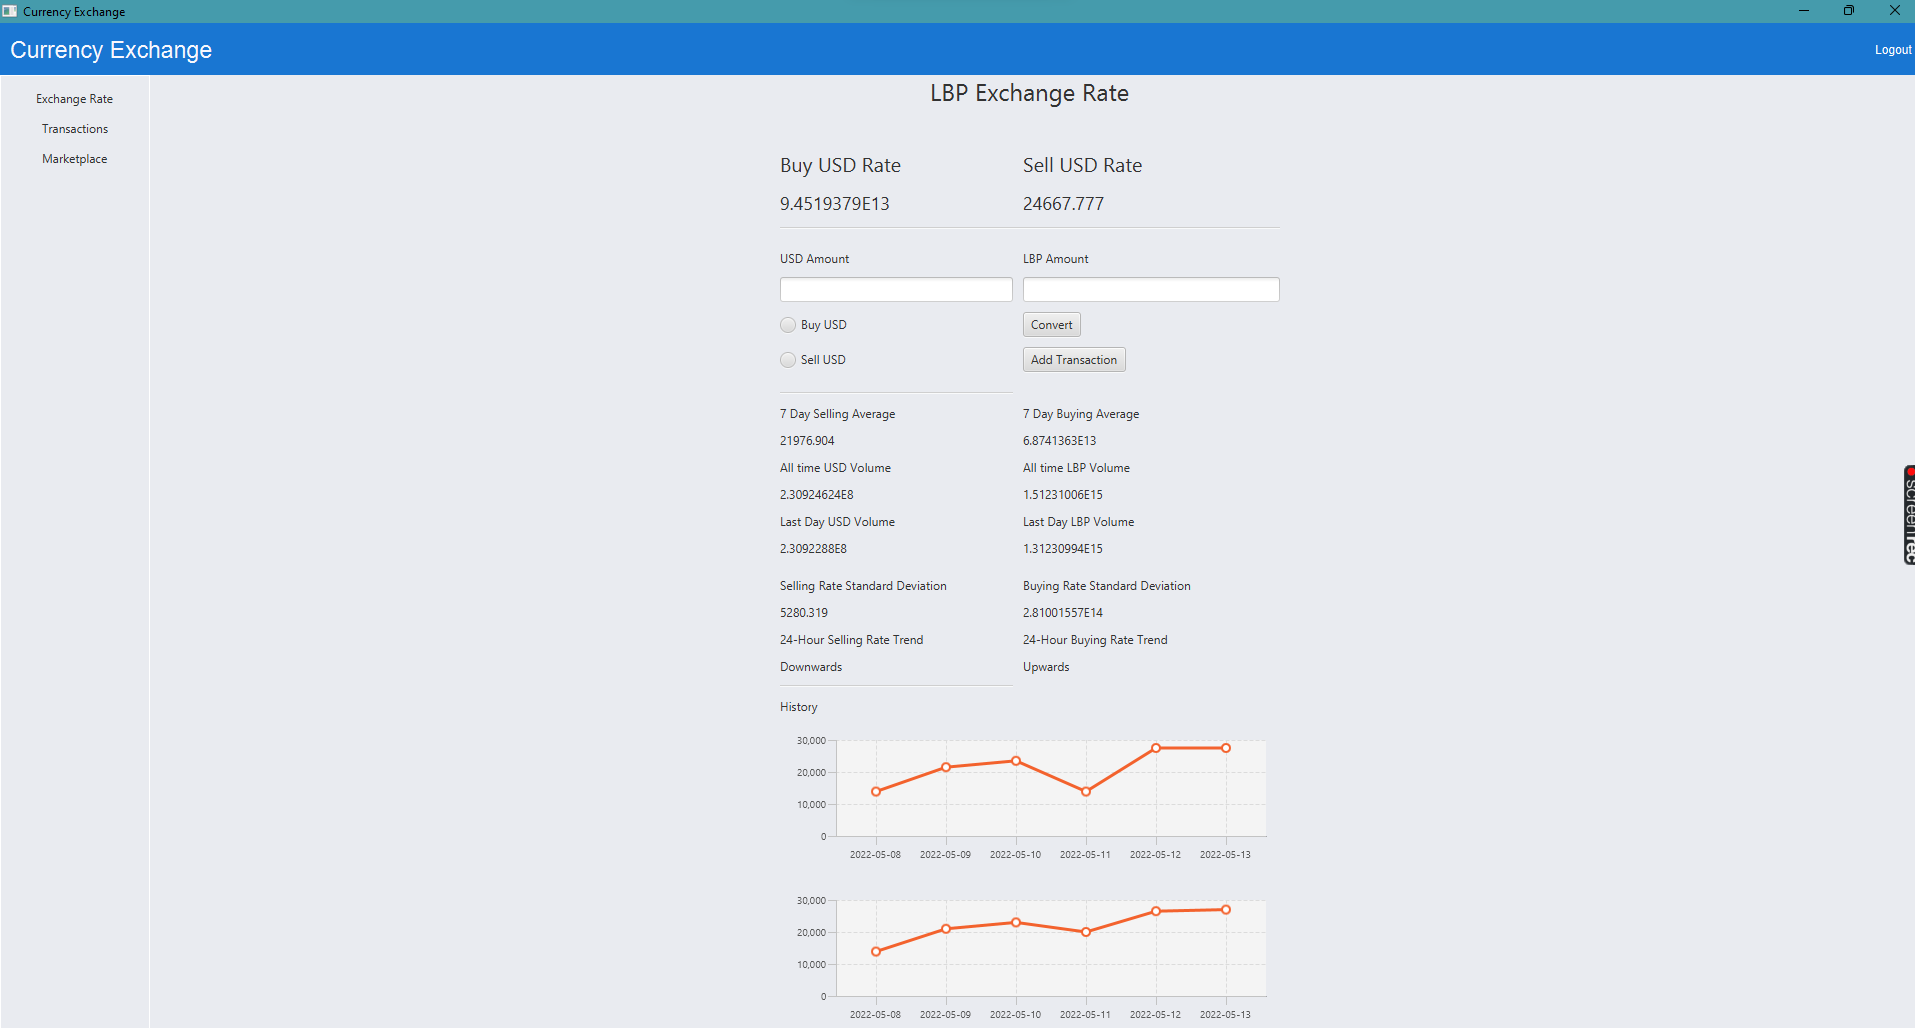 Currency Exchange
Currency Exchange
Logout
Exchange Rate
Transactions
Marketplace
LBP Exchange Rate
Buy USD Rate Sell USD Rate
9.4519379E13 24667.777
USD Amount LBP Amount
Buy USD Convert
Sell USD Add Transaction
7 Day Selling Average 7 Day Buying Average
21976.904 6.8741363E13
All time USD Volume All time LBP Volume
2.30924624E8 1.51231006E15
Last Day USD Volume Last Day LBP Volume
2.3092288E8 1.31230994E15
Selling Rate Standard Deviation Buying Rate Standard Deviation
5280.319 2.81001557E14
24-Hour Selling Rate Trend 24-Hour Buying Rate Trend
Downwards Upwards
History
30,000
20,000
10,000
0
2022-05-08 2022-05-09 2022-05-10 2022-05-11 2022-05-12 2022-05-13
30,000
20,000
10,000
0
2022-05-08 2022-05-09 2022-05-10 2022-05-11 2022-05-12 2022-05-13
screenrec